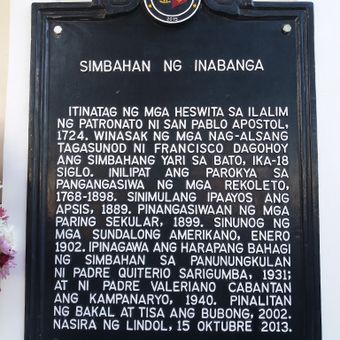 SIMBAHAN NG INABANGA
ITINATAG NG MGA HESWITA SA ILALIM
NG PATRONATO NI SAN PABLO APOSTOL,
1724. WINASAK NG MGA NAG-ALSANG
TAGASUNOD NI FRANCISCO DAGOHOY
ANG SIMBAHANG YARI SA BATO, IKA-18
SIGLO. INILIPAT ANG PAROKYA SA
PANGANGASIWA NG MGA REKOLETO,
1768-1898. SINIMULANG IPAAYOS ANG
APSIS, 1889. PINANGASIWAAN NG MGA
PARING SEKULAR, 1899. SINUNOG NG
MGA SUNDALONG AMERIKANO, ENERO
1902. IPINAGAWA ANG HARAPANG BAHAGI
NG SIMBAHAN SA PANUNUNGKULAN
NI PADRE QUITERIO SARIGUMBA, 1931;
AT NI PADRE VALERIANO CABANTAN
ANG KAMPANARYO, 1940. PINALITAN
NG BAKAL AT TISA ANG BUBONG, 2002.
NASIRA NG LINDOL, 15 OKTUBRE 2013.